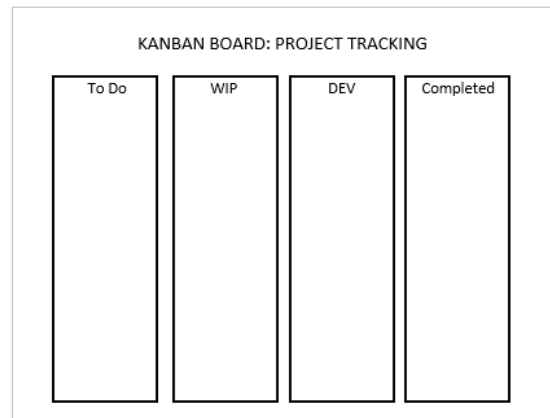 KANBAN BOARD: PROJECT TRACKING
To Do
WIP
DEV
Completed